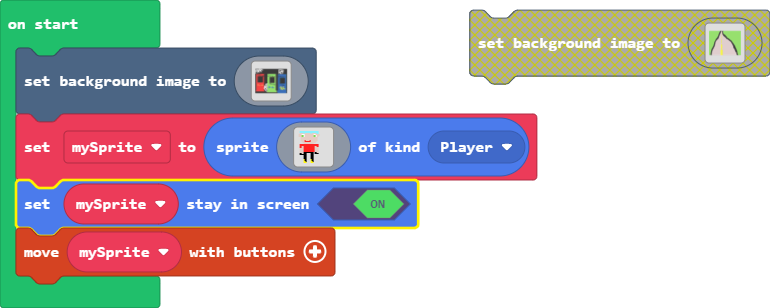 on start
set background image to
set background image to
set mySprite to sprite of kind Player
set mySprite stay in screen ON
move mySprite with buttons